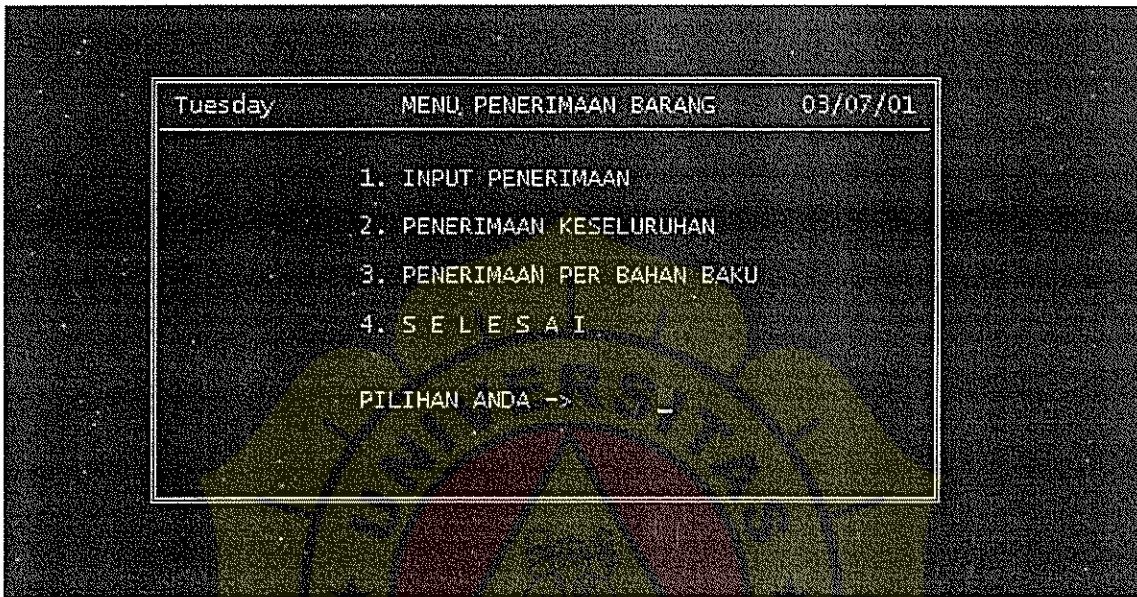 Tuesday MENU PENERIMAAN BARANG 03/07/01
1. INPUT PENERIMAAN
2. PENERIMAAN KESELURUHAN
3. PENERIMAAN PER BAHAN BAKU
4. S E L E S A I
PILIHAN ANDA -> _
UNIVERSITAS